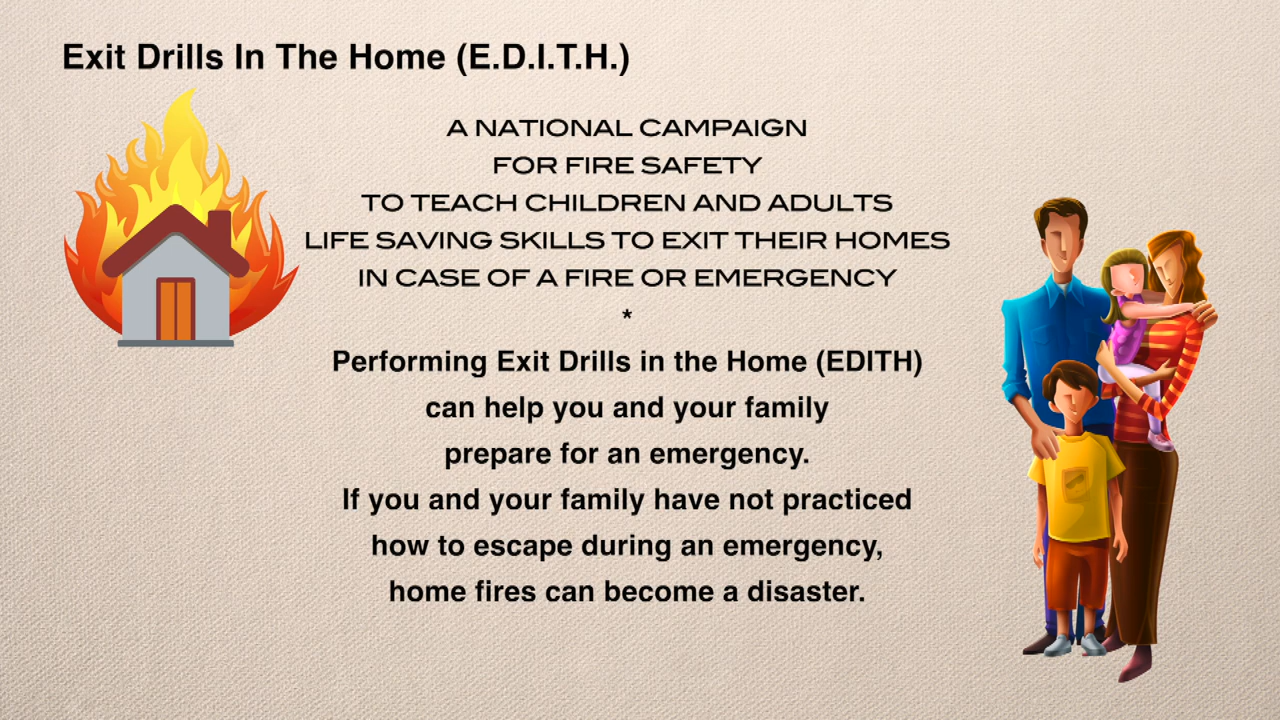 Exit Drills In The Home (E.D.I.T.H.)
A NATIONAL CAMPAIGN
FOR FIRE SAFETY
TO TEACH CHILDREN AND ADULTS
LIFE SAVING SKILLS TO EXIT THEIR HOMES
IN CASE OF A FIRE OR EMERGENCY
*
Performing Exit Drills in the Home (EDITH)
can help you and your family
prepare for an emergency.
If you and your family have not practiced
how to escape during an emergency,
home fires can become a disaster.